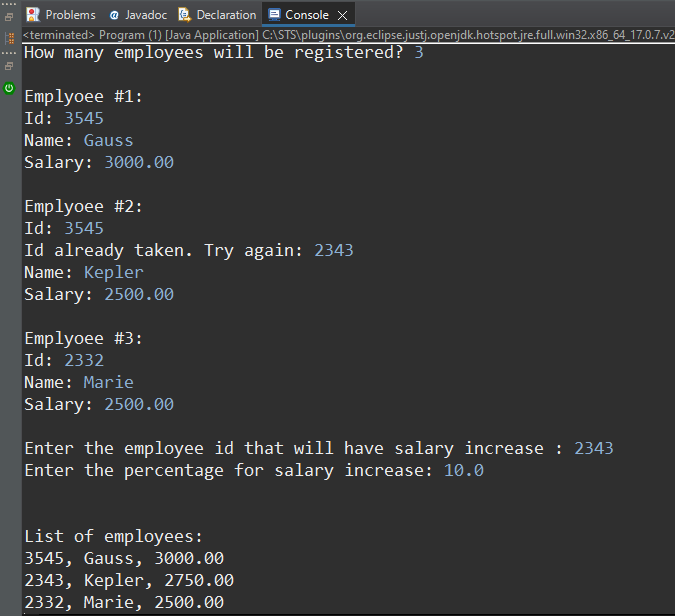 Problems @ Javadoc Declaration Console
<terminated> Program (1) [Java Application] C:\STS\plugins\org.eclipse.justj.openjdk.hotspot.jre.full.win32.x86_64_17.0.7.v2
How many employees will be registered? 3
Emplyoee #1:
Id: 3545
Name: Gauss
Salary: 3000.00
Emplyoee #2:
Id: 3545
Id already taken. Try again: 2343
Name: Kepler
Salary: 2500.00
Emplyoee #3:
Id: 2332
Name: Marie
Salary: 2500.00
Enter the employee id that will have salary increase : 2343
Enter the percentage for salary increase: 10.0
List of employees:
3545, Gauss, 3000.00
2343, Kepler, 2750.00
2332, Marie, 2500.00